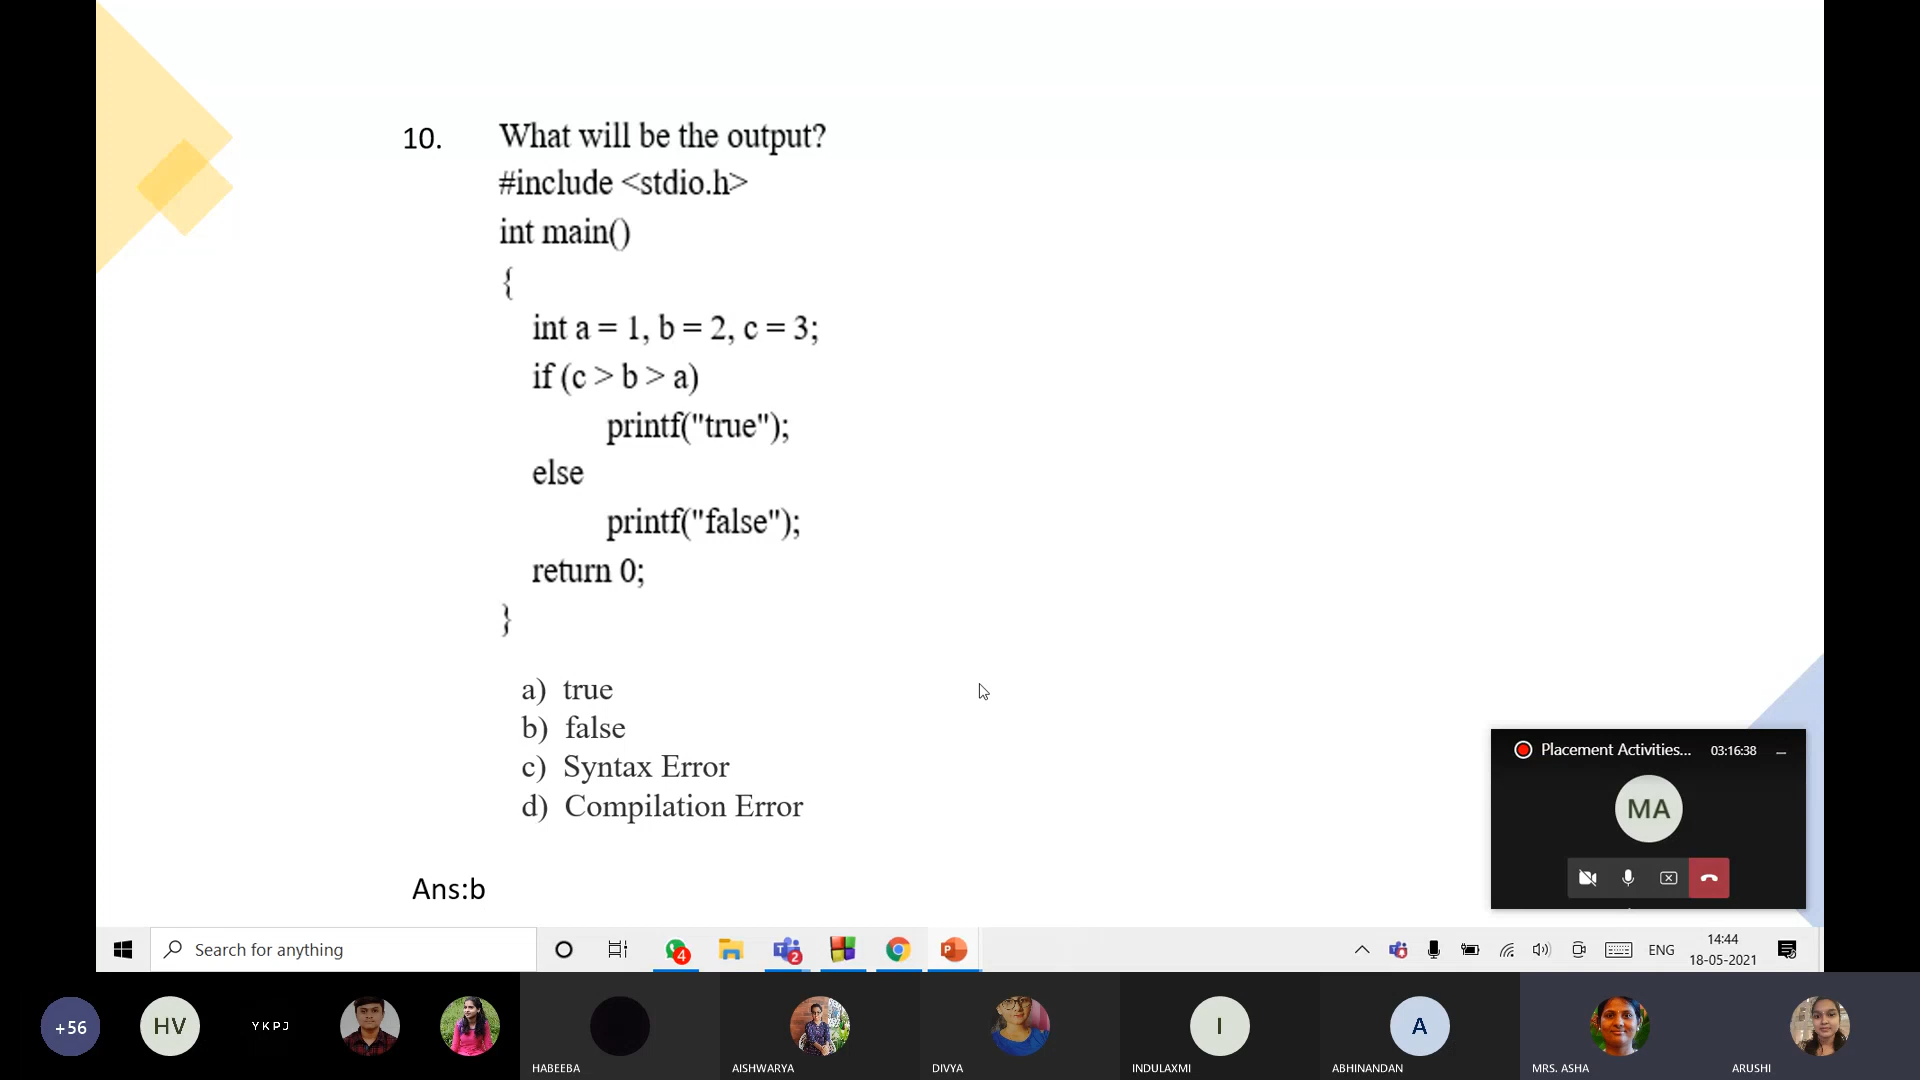 10. What will be the output?
#include <stdio.h>
int main()
{
int a = 1, b = 2, c = 3;
if (c > b > a)
printf("true");
else
printf("false");
return 0;
}
a) true
b) false
c) Syntax Error
d) Compilation Error
Ans:b
Placement Activities... 03:16:38
MA
Search for anything
4
2
ENG
14:44
18-05-2021
+56
HV
YKPJ
I
A
HABEEBA
AISHWARYA
DIVYA
INDULAXMI
ABHINANDAN
MRS. ASHA
ARUSHI